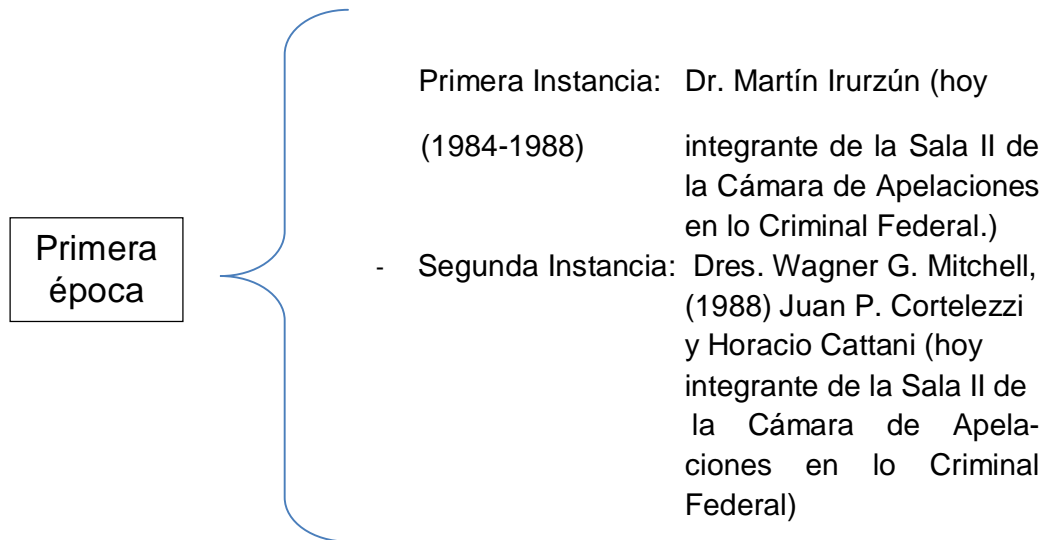 Primera
época
Primera Instancia: Dr. Martín Irurzún (hoy
(1984-1988) integrante de la Sala II de
la Cámara de Apelaciones
en lo Criminal Federal.)
- Segunda Instancia: Dres. Wagner G. Mitchell,
(1988) Juan P. Cortelezzi
y Horacio Cattani (hoy
integrante de la Sala II de
la Cámara de Apela-
ciones en lo Criminal
Federal)